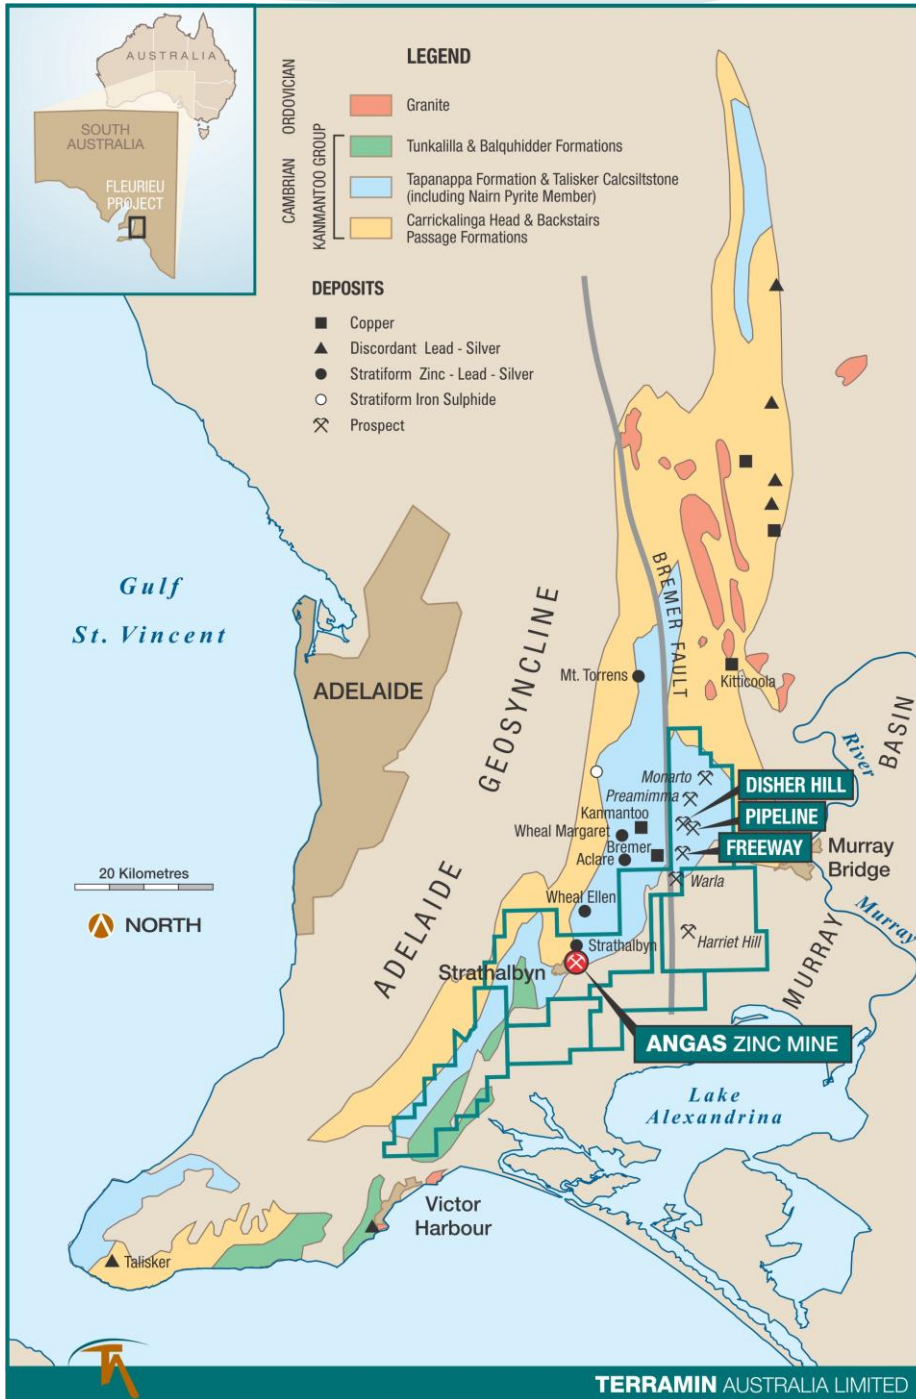 AUSTRALIA
SOUTH
AUSTRALIA
FLEURIEU
PROJECT
LEGEND
ORDOVICIAN
CAMBRIAN
KANMANTOO GROUP
Granite
Tunkalilla & Balquhidder Formations
Tapanappa Formation & Talisker Calcsiltstone
(including Nairn Pyrite Member)
Carrickalinga Head & Backstairs
Passage Formations
DEPOSITS
Copper
Discordant Lead - Silver
Stratiform Zinc - Lead - Silver
Stratiform Iron Sulphide
Prospect
Gulf
St. Vincent
ADELAIDE
ADELAIDE GEOSYNCLINE
BREMER FAULT
Mt. Torrens
Kitticoola
MURRAY BASIN
River
Murray
Monarto
Preamimma
DISHER HILL
PIPELINE
FREEWAY
Kanmantoo
Wheal Margaret
Bremer
Aclare
Murray
Bridge
Warla
Wheal Ellen
Harriet Hill
Strathalbyn
Strathalbyn
20 Kilometres
NORTH
ANGAS ZINC MINE
Lake
Alexandrina
Victor
Harbour
Talisker
TERRAMIN AUSTRALIA LIMITED